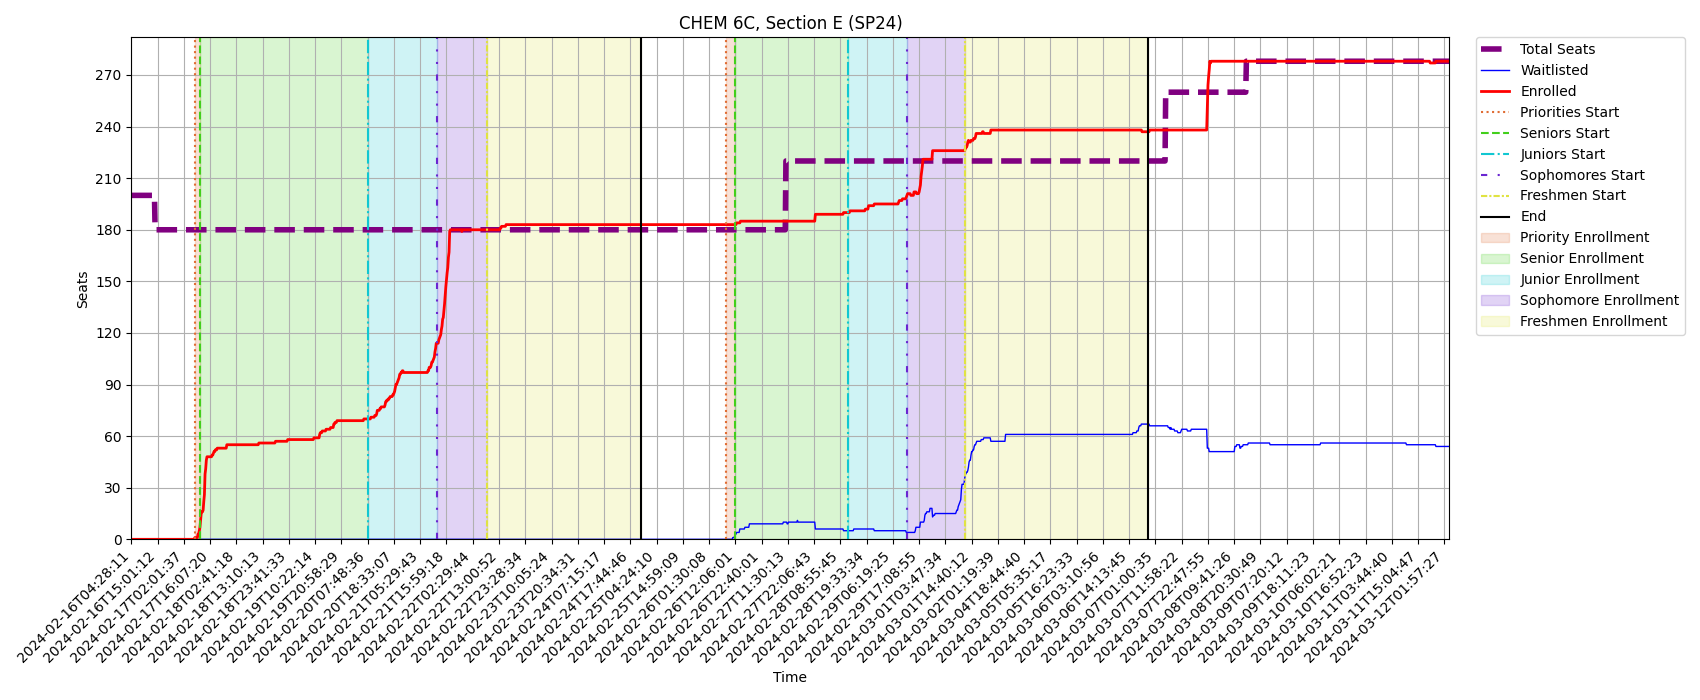 CHEM 6C, Section E (SP24)
Seats
270
240
210
180
150
120
90
60
30
0
2024-02-16T04:28:11
2024-02-16T15:01:12
2024-02-17T02:01:37
2024-02-17T16:07:20
2024-02-18T02:41:18
2024-02-18T13:10:13
2024-02-18T23:41:33
2024-02-19T10:22:14
2024-02-19T20:58:29
2024-02-20T07:48:36
2024-02-20T18:33:07
2024-02-21T05:29:43
2024-02-21T15:59:18
2024-02-22T02:29:44
2024-02-22T13:00:52
2024-02-22T23:28:34
2024-02-23T10:05:24
2024-02-23T20:34:31
2024-02-24T07:15:17
2024-02-24T17:44:46
2024-02-25T04:24:10
2024-02-25T14:59:09
2024-02-26T01:30:08
2024-02-26T12:06:01
2024-02-26T22:40:01
2024-02-27T11:30:13
2024-02-27T22:06:43
2024-02-28T08:55:45
2024-02-28T19:33:34
2024-02-29T06:19:25
2024-02-29T17:08:55
2024-03-01T03:47:34
2024-03-01T14:40:12
2024-03-02T01:19:39
2024-03-04T18:44:40
2024-03-05T05:35:17
2024-03-05T16:23:33
2024-03-06T03:10:56
2024-03-06T14:13:45
2024-03-07T01:00:35
2024-03-07T11:58:22
2024-03-07T22:47:55
2024-03-08T09:41:26
2024-03-08T20:30:49
2024-03-09T07:20:12
2024-03-09T18:11:23
2024-03-10T06:02:21
2024-03-10T16:52:23
2024-03-11T03:44:40
2024-03-11T15:04:47
2024-03-12T01:57:27
Time
Total Seats
Waitlisted
Enrolled
Priorities Start
Seniors Start
Juniors Start
Sophomores Start
Freshmen Start
End
Priority Enrollment
Senior Enrollment
Junior Enrollment
Sophomore Enrollment
Freshmen Enrollment